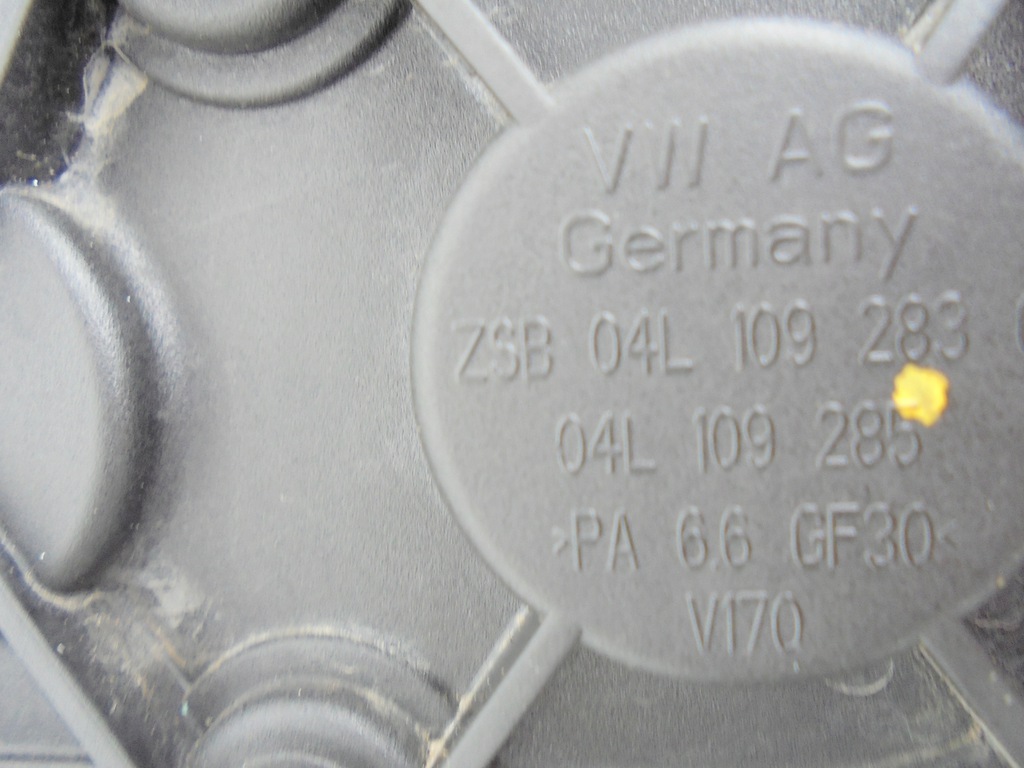 VW AG
Germany
ZSB 04L 109 283
04L 109 285
>PA 6.6 GF30<
V170